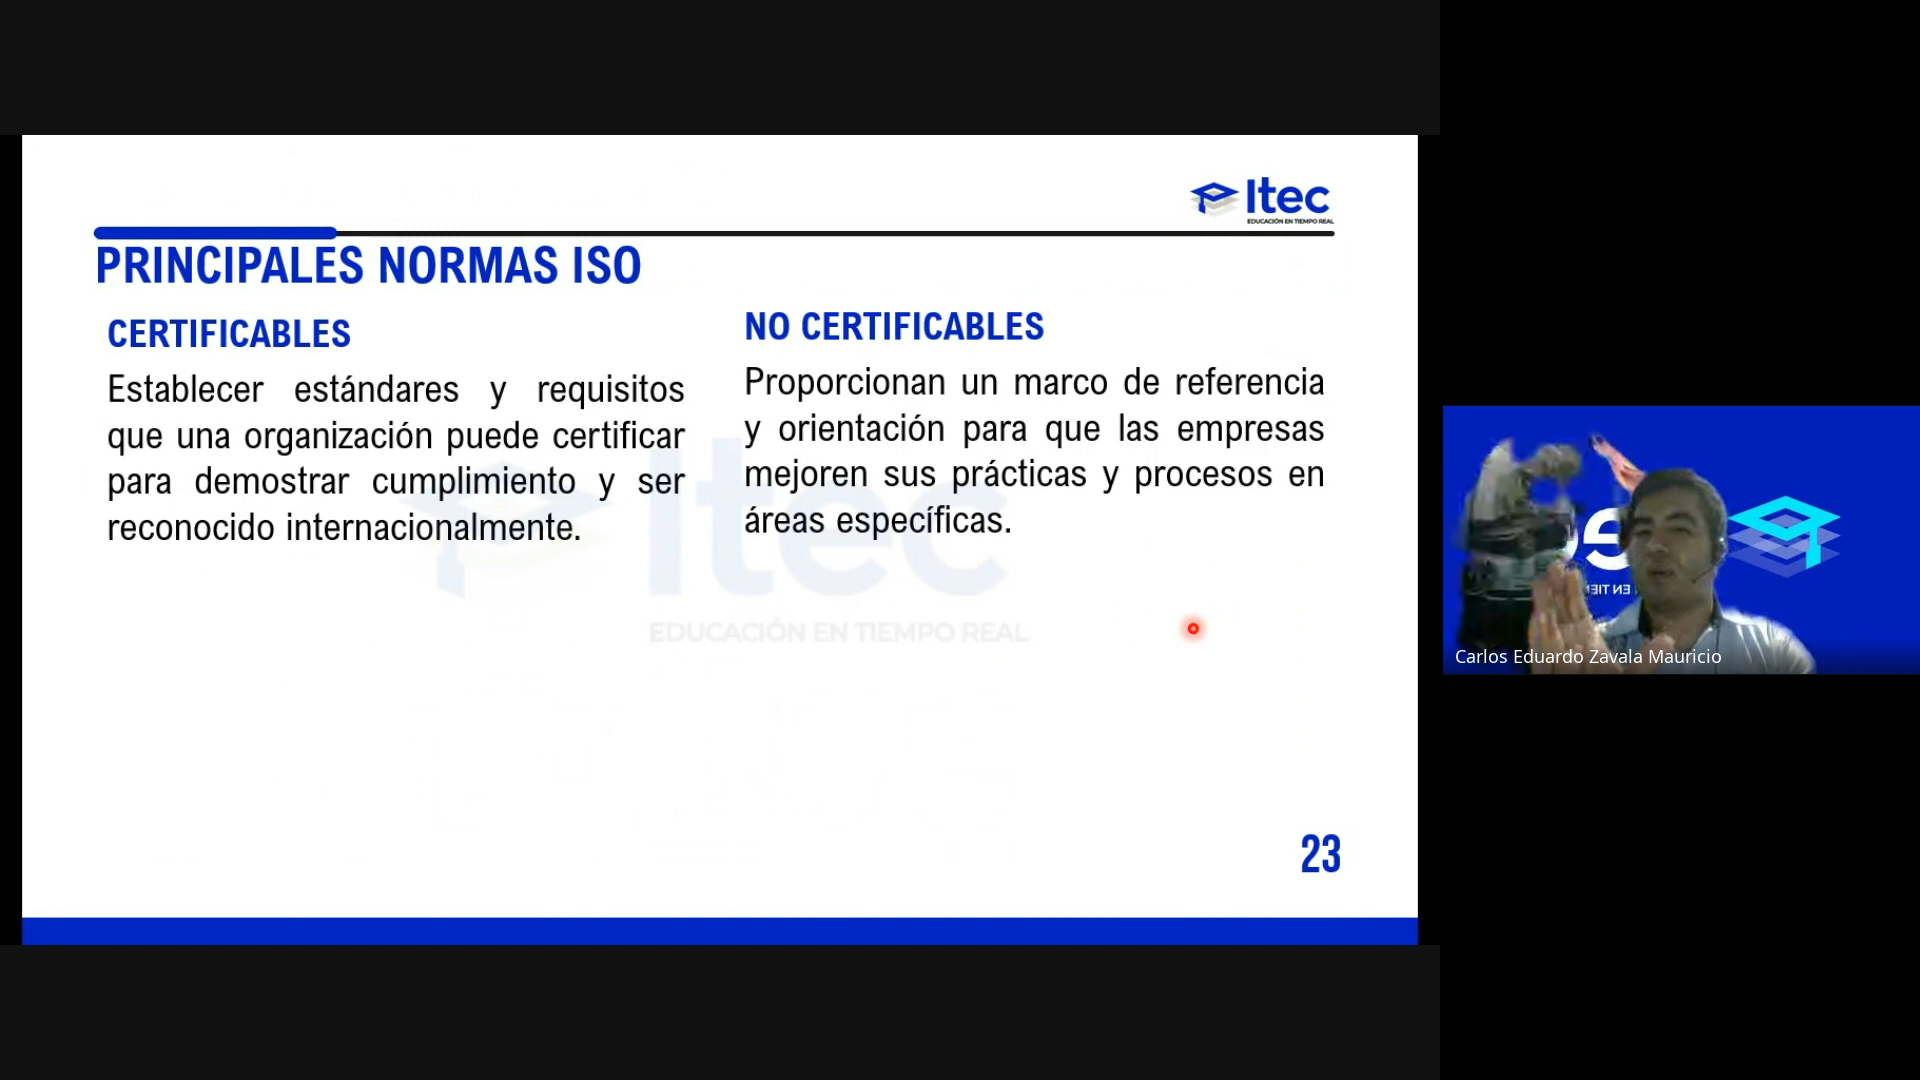 Itec
EDUCACIÓN EN TIEMPO REAL
PRINCIPALES NORMAS ISO
CERTIFICABLES
Establecer estándares y requisitos
que una organización puede certificar
para demostrar cumplimiento y ser
reconocido internacionalmente.
NO CERTIFICABLES
Proporcionan un marco de referencia
y orientación para que las empresas
mejoren sus prácticas y procesos en
áreas específicas.
Itec
EDUCACIÓN EN TIEMPO REAL
23
Carlos Eduardo Zavala Mauricio